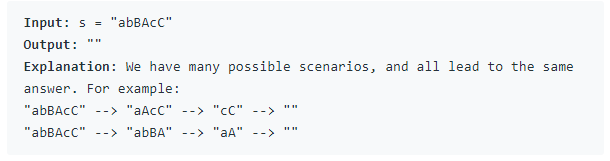 Input: s = "abBAcC"
Output: ""
Explanation: We have many possible scenarios, and all lead to the same
answer. For example:
"abBAcC" --> "aAcC" --> "cC" --> ""
"abBAcC" --> "abBA" --> "aA" --> ""